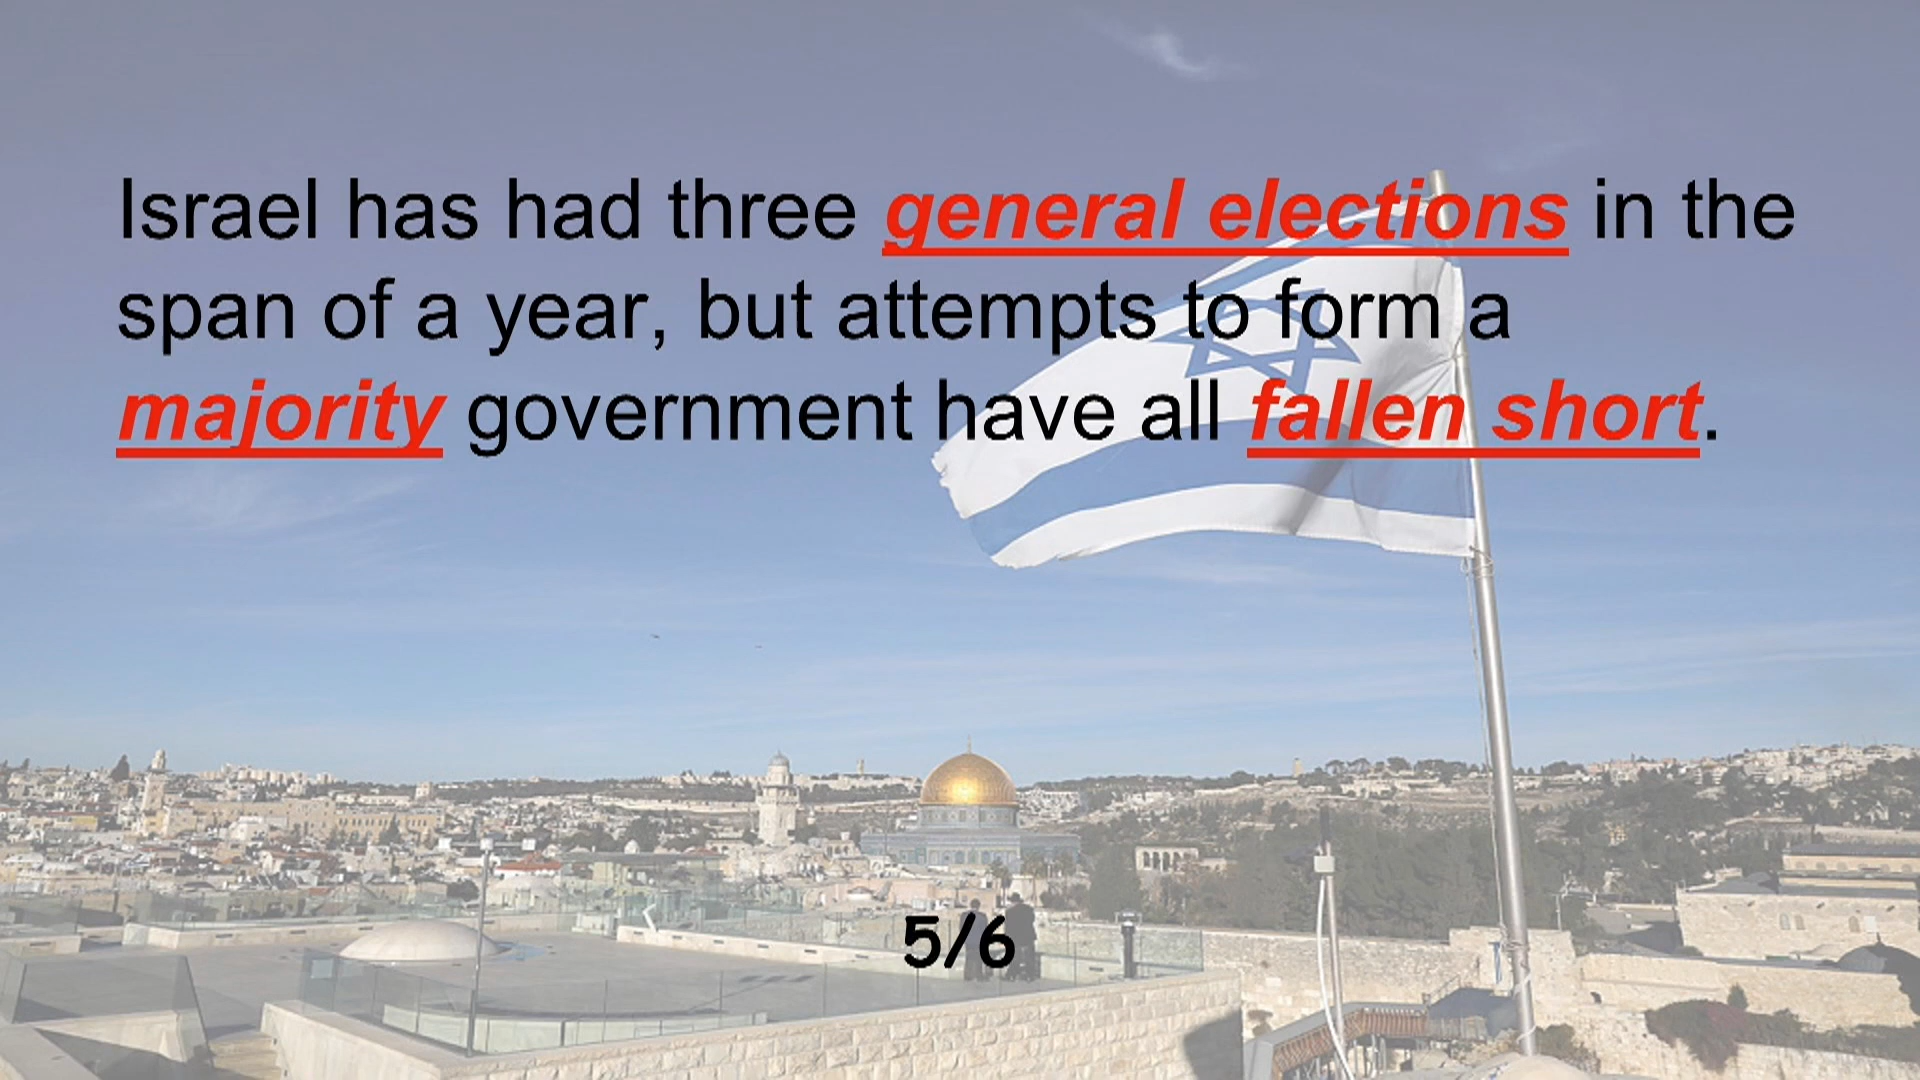 Israel has had three general elections in the
span of a year, but attempts to form a
majority government have all fallen short.
5/6